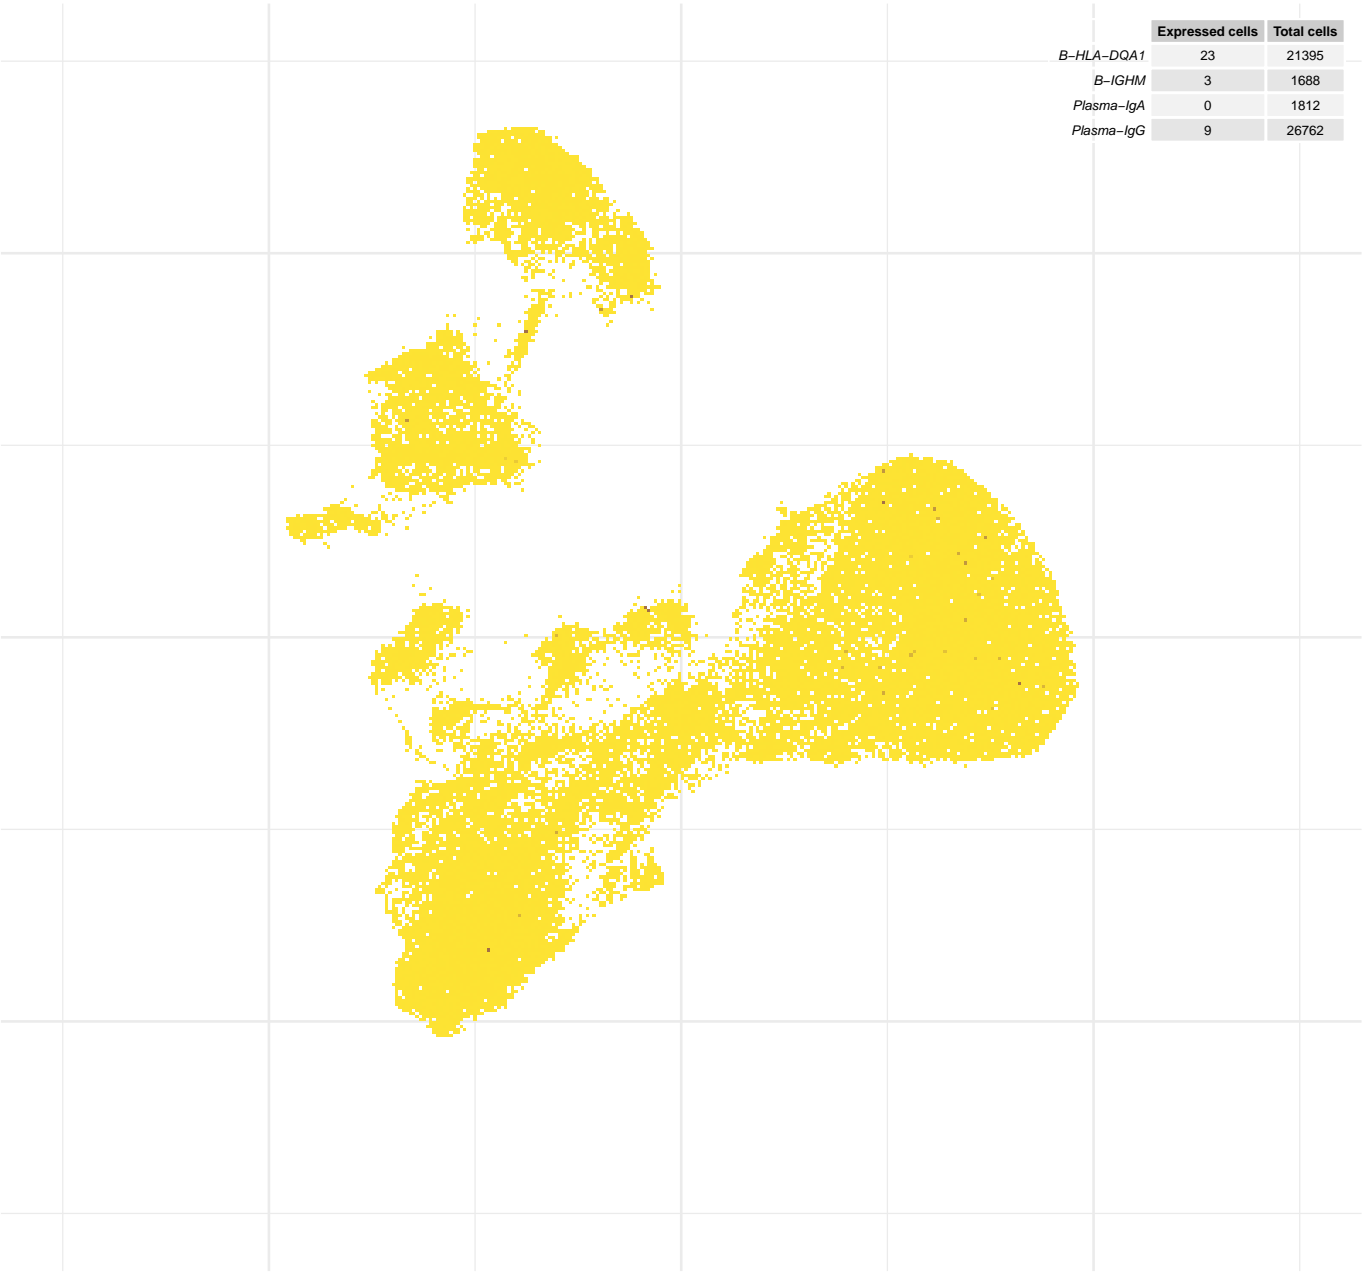 Expressed cells Total cells
B−HLA−DQA1 23 21395
B−IGHM 3 1688
Plasma−IgA 0 1812
Plasma−IgG 9 26762